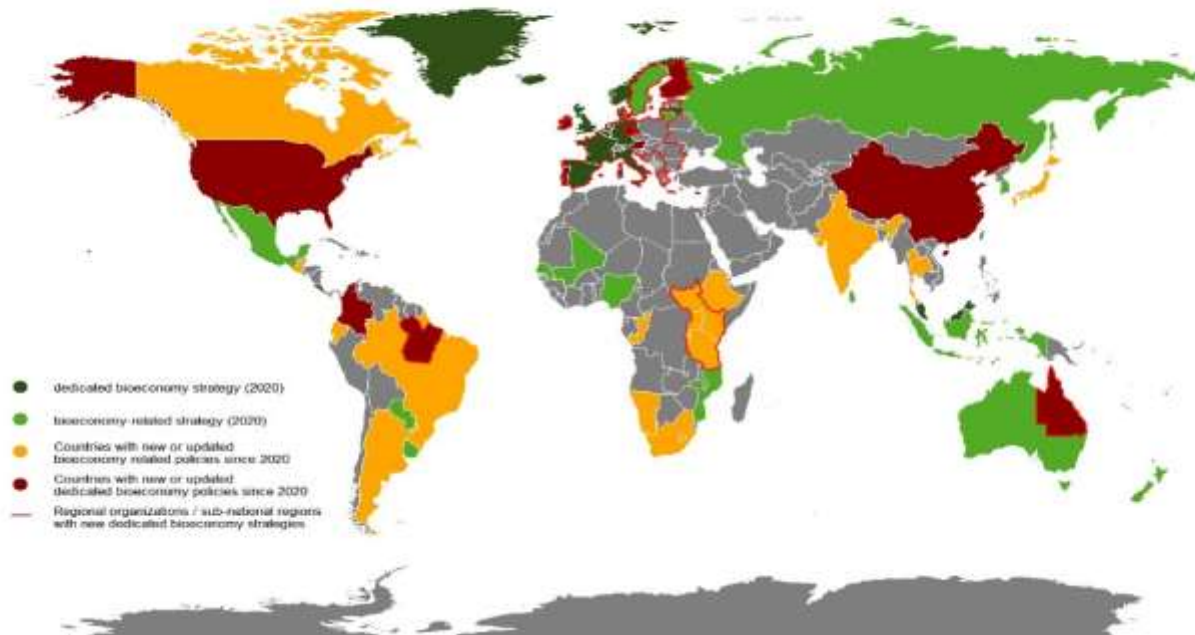 dedicated bioeconomy strategy (2020)
bioeconomy-related strategy (2020)
Countries with new or updated
bioeconomy related policies since 2020
Countries with new or updated
dedicated bioeconomy policies since 2020
Regional organizations / sub-national regions
with new dedicated bioeconomy strategies